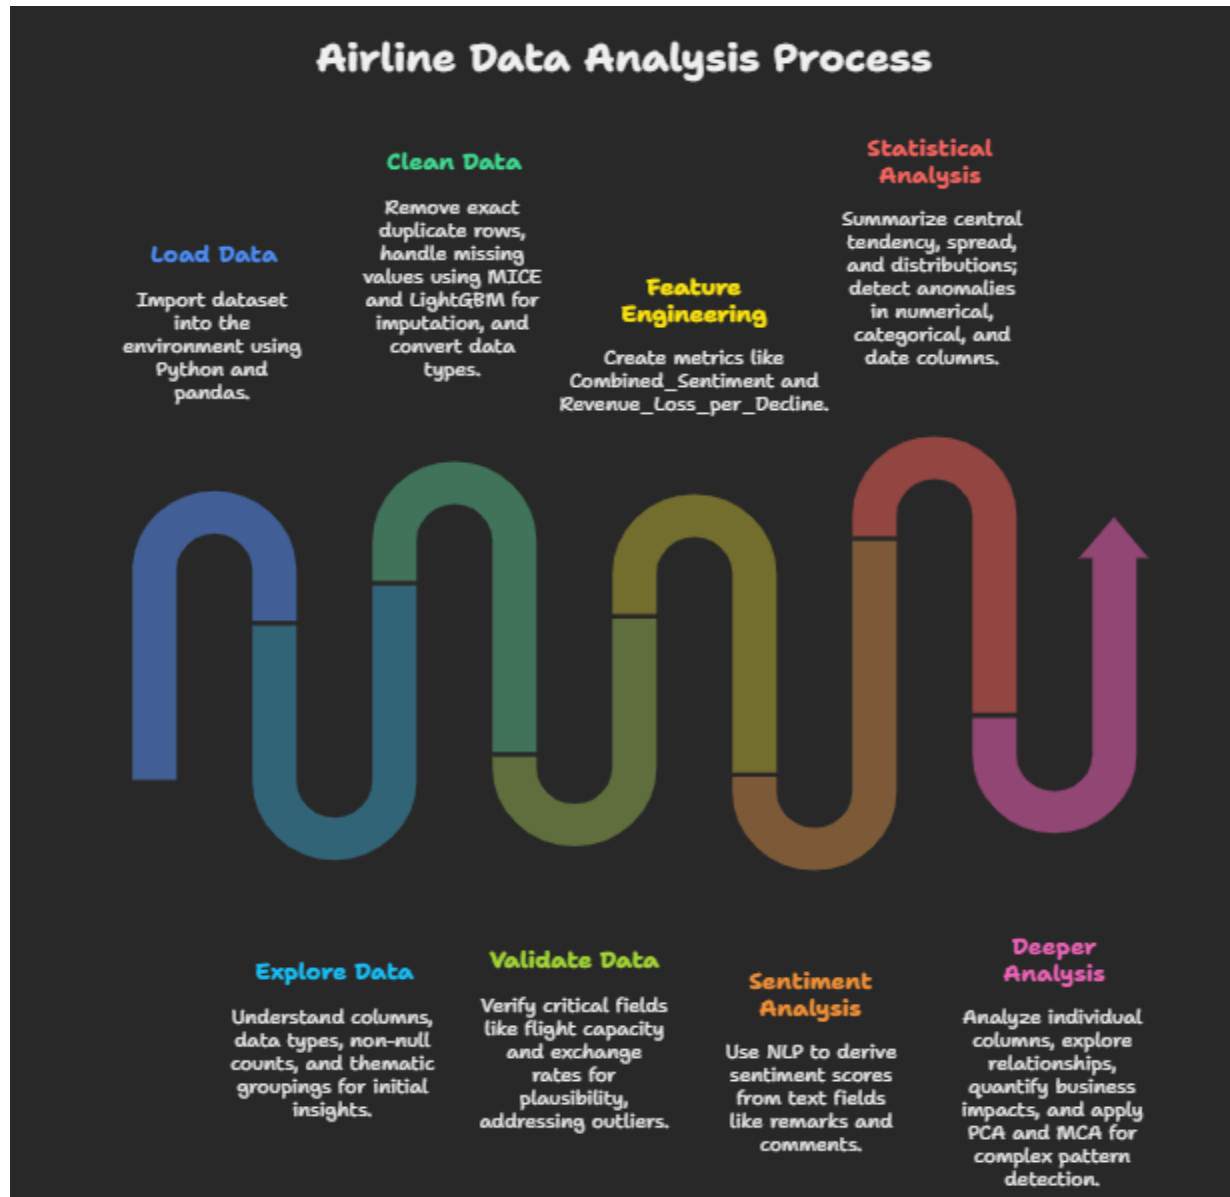 Airline Data Analysis Process
Load Data
Import dataset
into the
environment using
Python and
pandas.
Explore Data
Understand columns,
data types, non-null
counts, and thematic
groupings for initial
insights.
Clean Data
Remove exact
duplicate rows,
handle missing
values using MICE
and LightGBM for
imputation, and
convert data
types.
Validate Data
Verify critical fields
like flight capacity
and exchange
rates for
plausibility,
addressing outliers.
Feature
Engineering
Create metrics like
Combined_Sentiment and
Revenue_Loss_per_Decline.
Sentiment
Analysis
Use NLP to derive
sentiment scores
from text fields
like remarks and
comments.
Statistical
Analysis
Summarize central
tendency, spread,
and distributions;
detect anomalies
in numerical,
categorical, and
date columns.
Deeper
Analysis
Analyze individual
columns, explore
relationships,
quantify business
impacts, and apply
PCA and MCA for
complex pattern
detection.